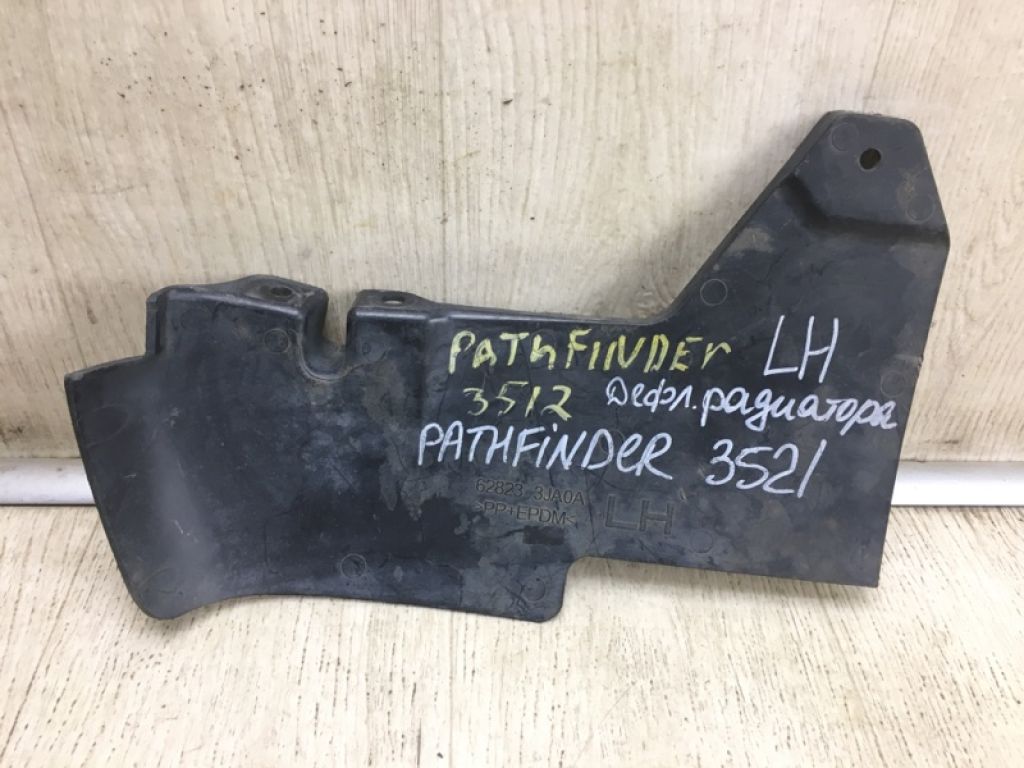 PATHFINDER LH
3512 Дефл. радиатора
PATHFINDER 3521
62823 3JA0A
>PP+EPDM< LH